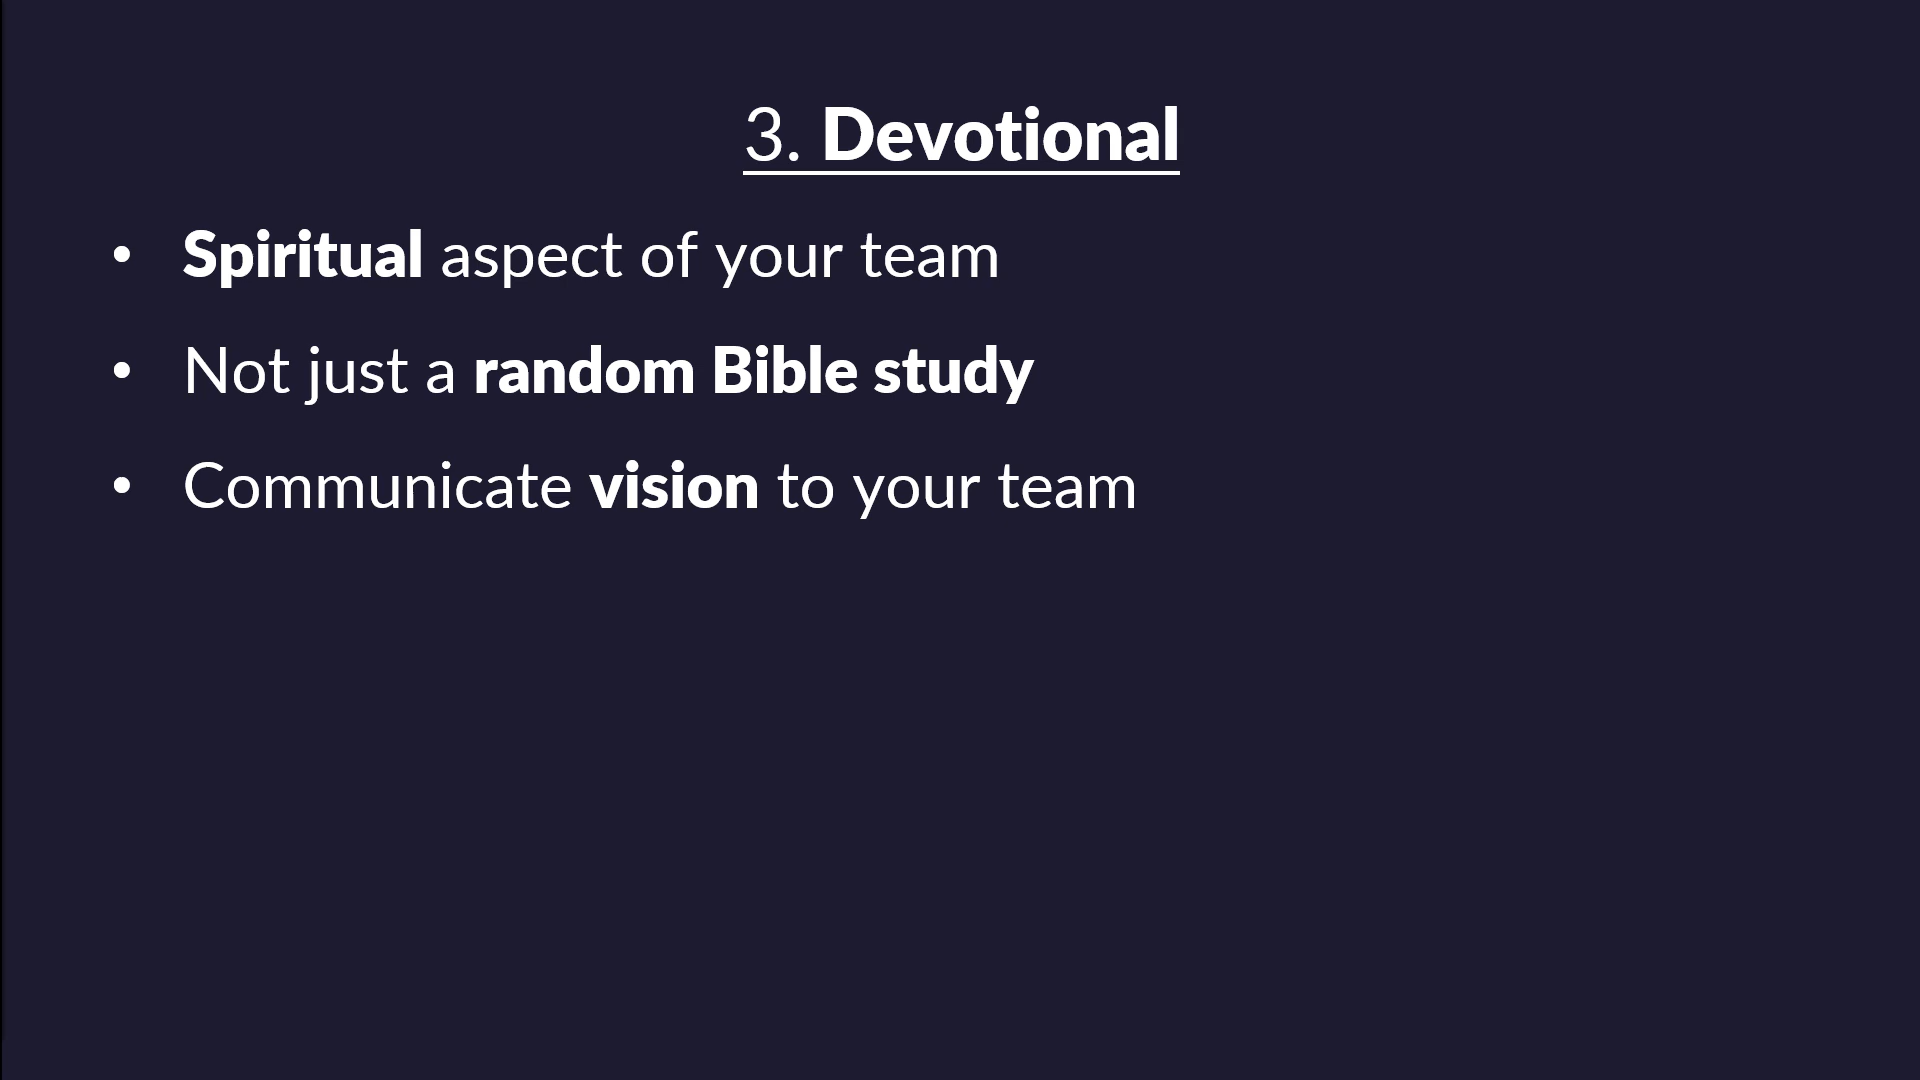 3. Devotional
• Spiritual aspect of your team
• Not just a random Bible study
• Communicate vision to your team